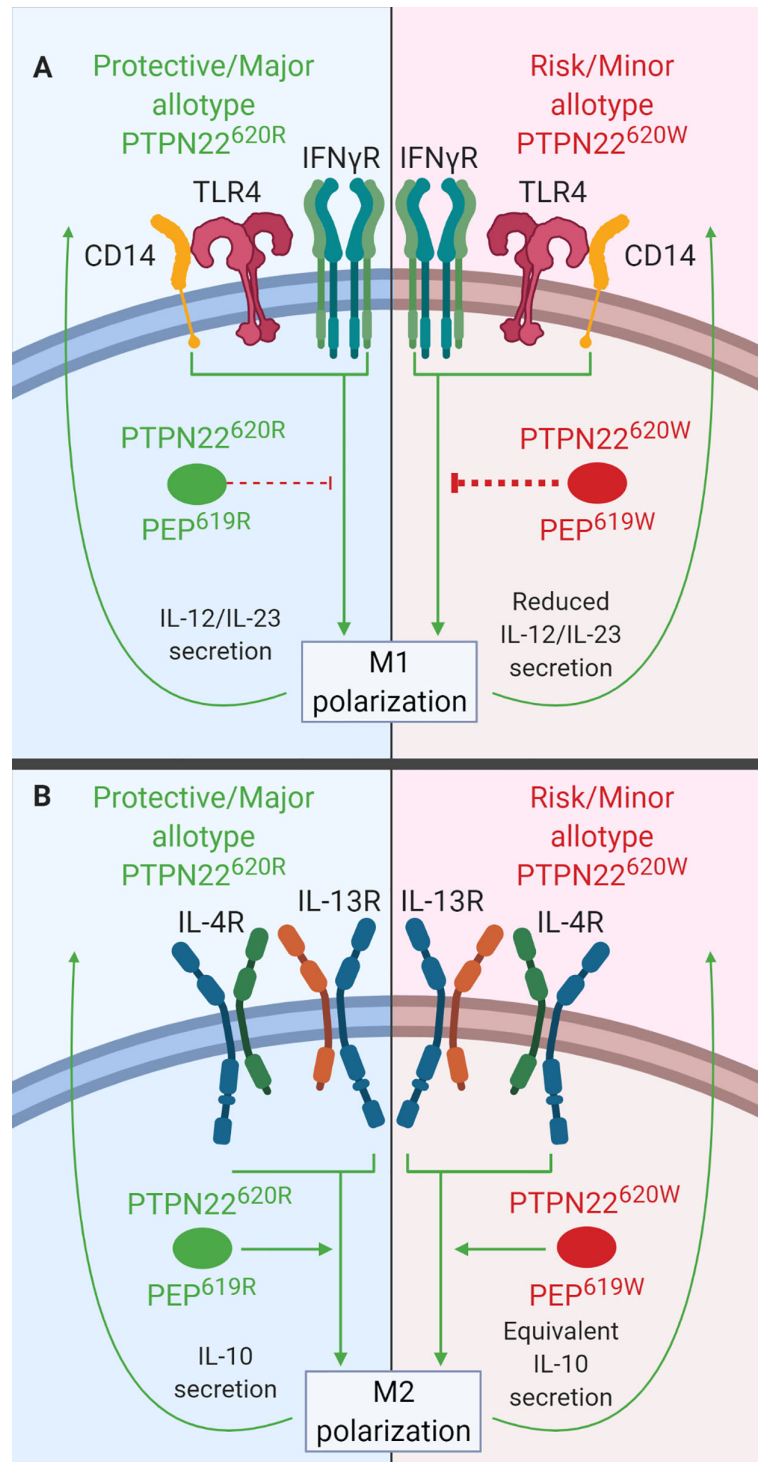 A
Protective/Major
allotype
PTPN22⁶²⁰ᴿ
Risk/Minor
allotype
PTPN22⁶²⁰ᵂ
IFNγR
IFNγR
TLR4
TLR4
CD14
CD14
PTPN22⁶²⁰ᴿ
PEP⁶¹⁹ᴿ
PTPN22⁶²⁰ᵂ
PEP⁶¹⁹ᵂ
IL-12/IL-23
secretion
Reduced
IL-12/IL-23
secretion
M1
polarization
B
Protective/Major
allotype
PTPN22⁶²⁰ᴿ
Risk/Minor
allotype
PTPN22⁶²⁰ᵂ
IL-4R
IL-13R
IL-13R
IL-4R
PTPN22⁶²⁰ᴿ
PEP⁶¹⁹ᴿ
PTPN22⁶²⁰ᵂ
PEP⁶¹⁹ᵂ
IL-10
secretion
Equivalent
IL-10
secretion
M2
polarization